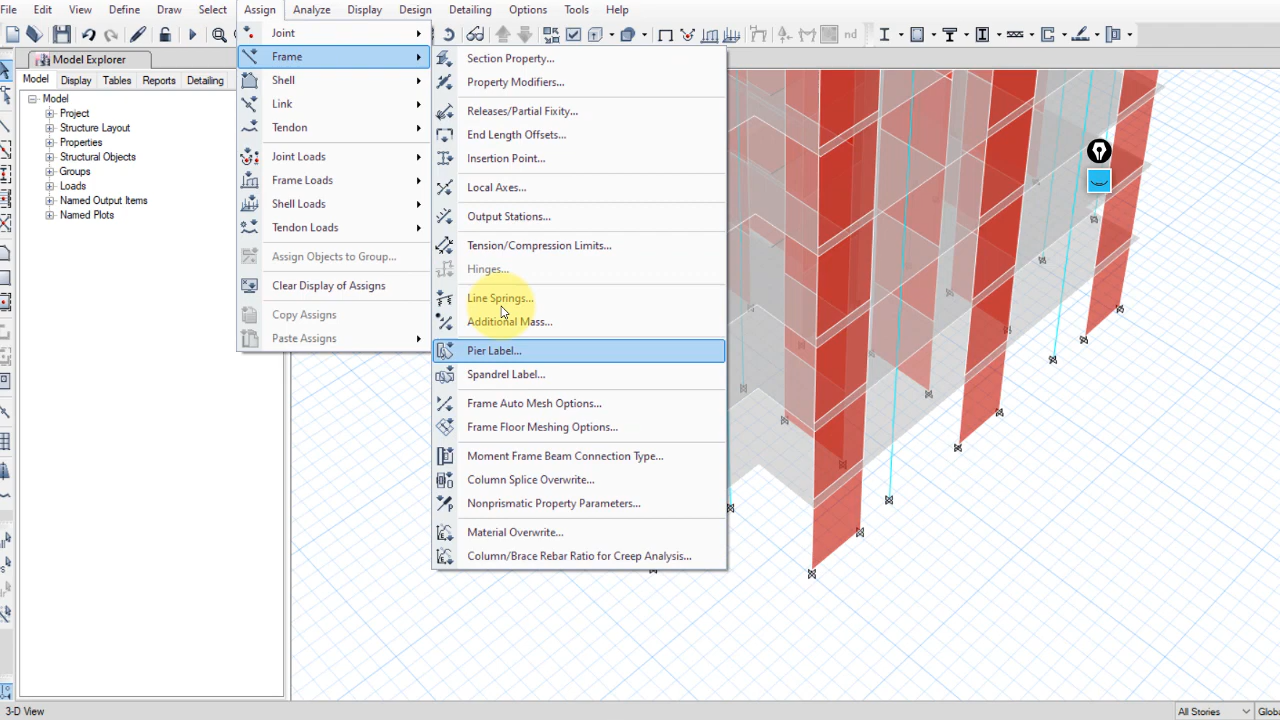 File Edit View Define Draw Select Assign Analyze Display Design Detailing Options Tools Help
nd
Model Explorer
Model Display Tables Reports Detailing
Model
Project
Structure Layout
Properties
Structural Objects
Groups
Loads
Named Output Items
Named Plots
Joint
Frame
Shell
Link
Tendon
Joint Loads
Frame Loads
Shell Loads
Tendon Loads
Assign Objects to Group...
Clear Display of Assigns
Copy Assigns
Paste Assigns
Section Property...
Property Modifiers...
Releases/Partial Fixity...
End Length Offsets...
Insertion Point...
Local Axes...
Output Stations...
Tension/Compression Limits...
Hinges...
Line Springs...
Additional Mass...
Pier Label...
Spandrel Label...
Frame Auto Mesh Options...
Frame Floor Meshing Options...
Moment Frame Beam Connection Type...
Column Splice Overwrite...
Nonprismatic Property Parameters...
Material Overwrite...
Column/Brace Rebar Ratio for Creep Analysis...
3-D View
All Stories
Globa